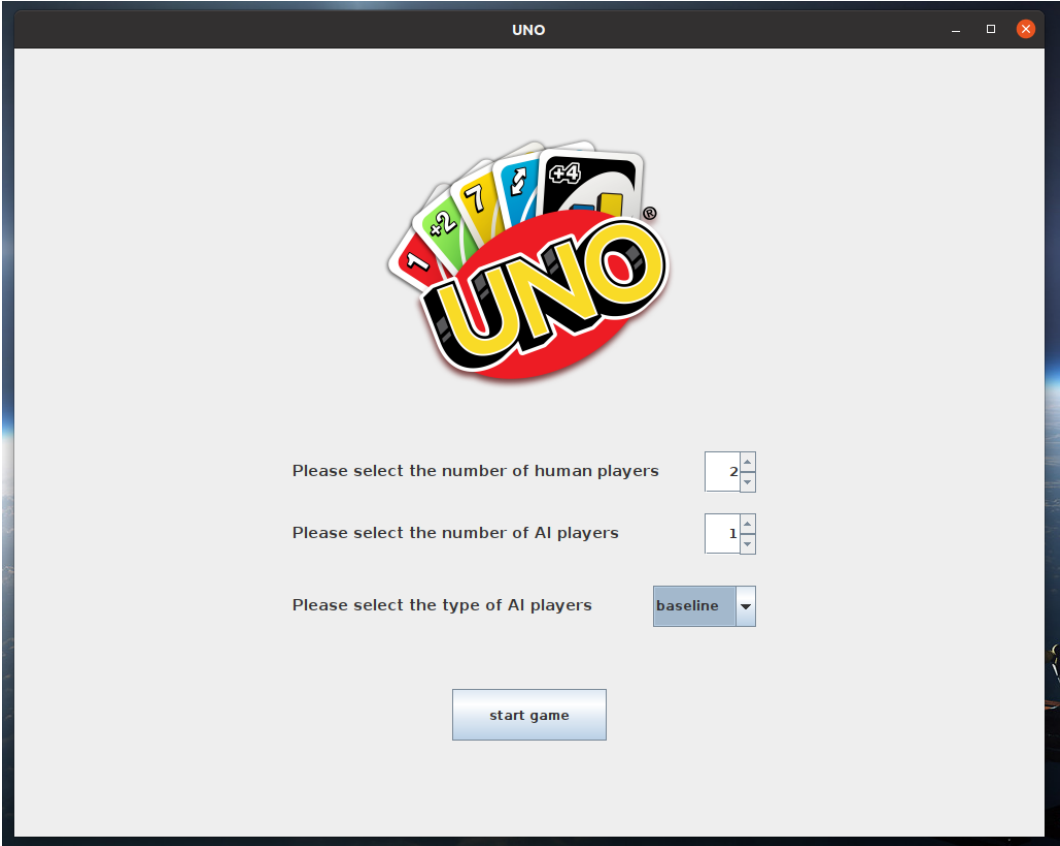 UNO
1
+2
7
+4
®
UNO
Please select the number of human players 2
Please select the number of AI players 1
Please select the type of AI players baseline
start game